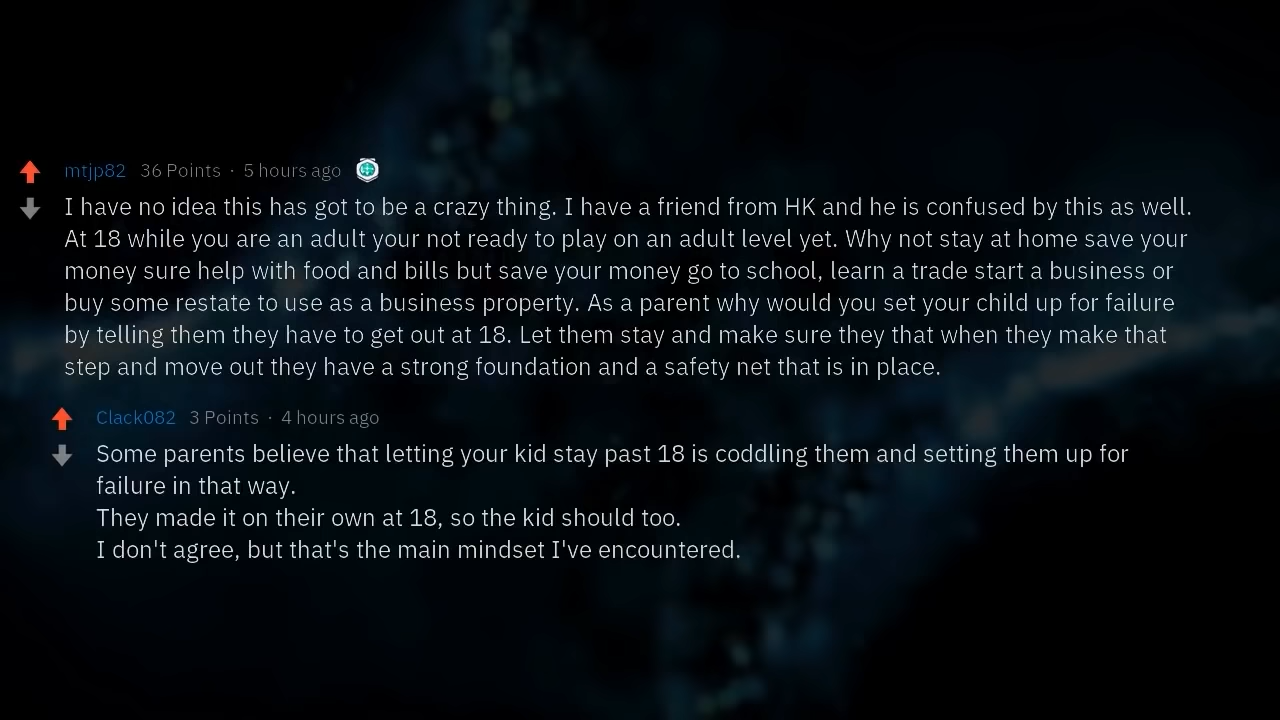 mtjp82 36 Points · 5 hours ago
I have no idea this has got to be a crazy thing. I have a friend from HK and he is confused by this as well.
At 18 while you are an adult your not ready to play on an adult level yet. Why not stay at home save your
money sure help with food and bills but save your money go to school, learn a trade start a business or
buy some restate to use as a business property. As a parent why would you set your child up for failure
by telling them they have to get out at 18. Let them stay and make sure they that when they make that
step and move out they have a strong foundation and a safety net that is in place.
Clack082 3 Points · 4 hours ago
Some parents believe that letting your kid stay past 18 is coddling them and setting them up for
failure in that way.
They made it on their own at 18, so the kid should too.
I don't agree, but that's the main mindset I've encountered.